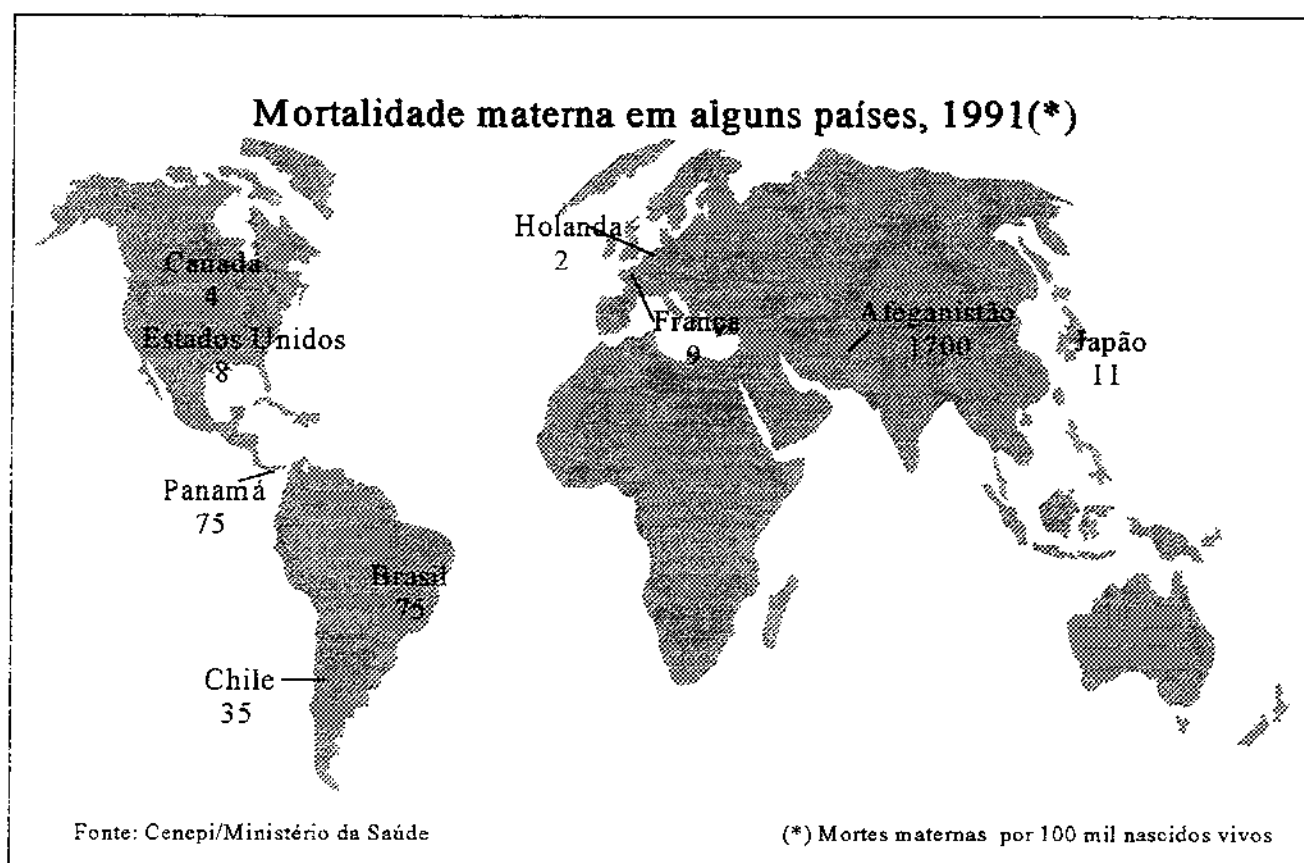 Mortalidade materna em alguns países, 1991(*)
Canadá
4
Estados Unidos
8
Holanda
2
França
9
Afeganistão
1700
Japão
11
Panamá
75
Brasil
75
Chile
35
Fonte: Cenepi/Ministério da Saúde
(*) Mortes maternas por 100 mil nascidos vivos